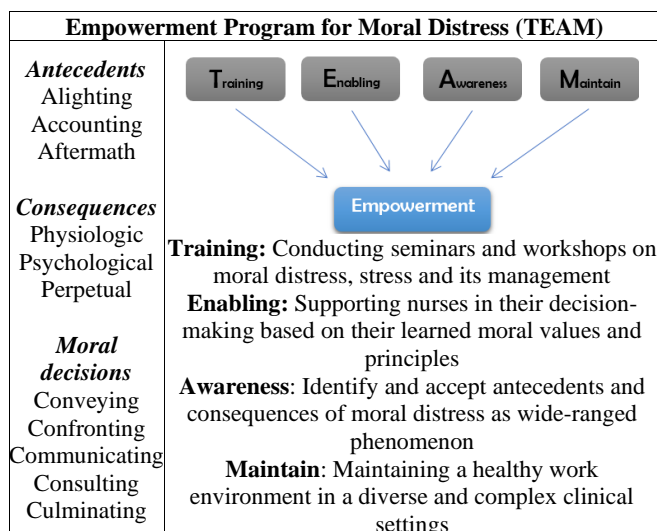 Empowerment Program for Moral Distress (TEAM)
Antecedents
Alighting
Accounting
Aftermath
Consequences
Physiologic
Psychological
Perpetual
Moral
decisions
Conveying
Confronting
Communicating
Consulting
Culminating
Training
Enabling
Awareness
Maintain
Empowerment
Training: Conducting seminars and workshops on
moral distress, stress and its management
Enabling: Supporting nurses in their decision-
making based on their learned moral values and
principles
Awareness: Identify and accept antecedents and
consequences of moral distress as wide-ranged
phenomenon
Maintain: Maintaining a healthy work
environment in a diverse and complex clinical
settings